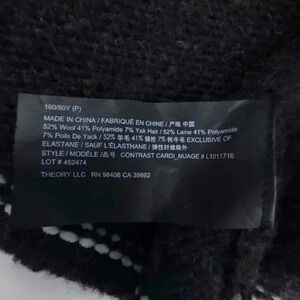 160/80Y (P)
MADE IN CHINA / FABRIQUÉ EN CHINE / 产地 中国
52% Wool 41% Polyamide 7% Yak Hair / 52% Laine 41% Polyamide
7% Poils De Yack / 52% 羊毛 41% 锦纶 7% 牦牛毛 EXCLUSIVE OF
ELASTANE / SAUF L'ÉLASTHANE / 弹性纤维除外
STYLE / MODÈLE / 品号 CONTRAST CARDI_NUAGE # L1011716
LOT # 452474
THEORY LLC RN 98406 CA 39862